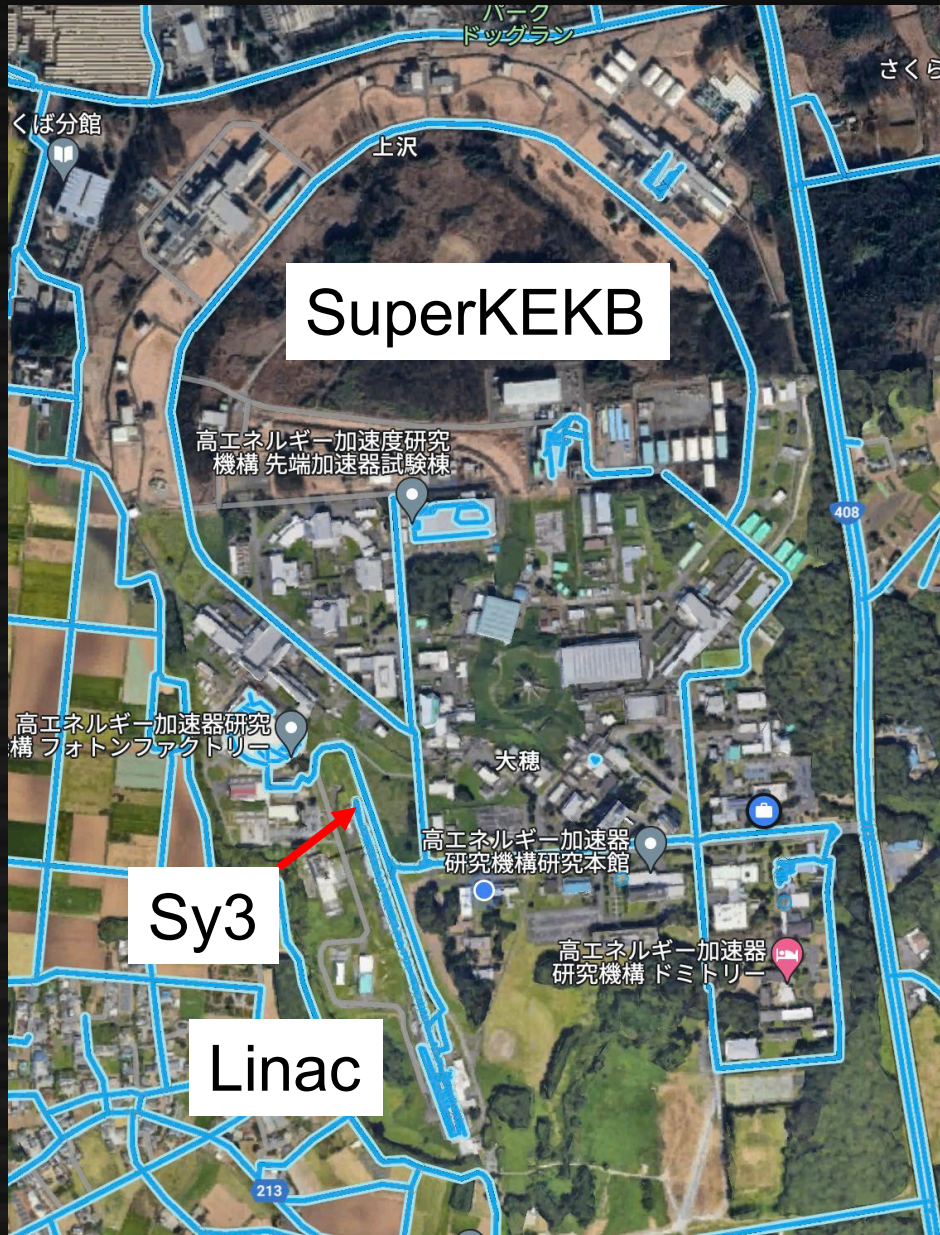 パーク
ドッグラン
さくら
くば分館
上沢
SuperKEKB
高エネルギー加速度研究
機構 先端加速器試験棟
408
高エネルギー加速器研究
機構 フォトンファクトリー
大穂
高エネルギー加速器
研究機構研究本館
Sy3
高エネルギー加速器
研究機構 ドミトリー
Linac
213